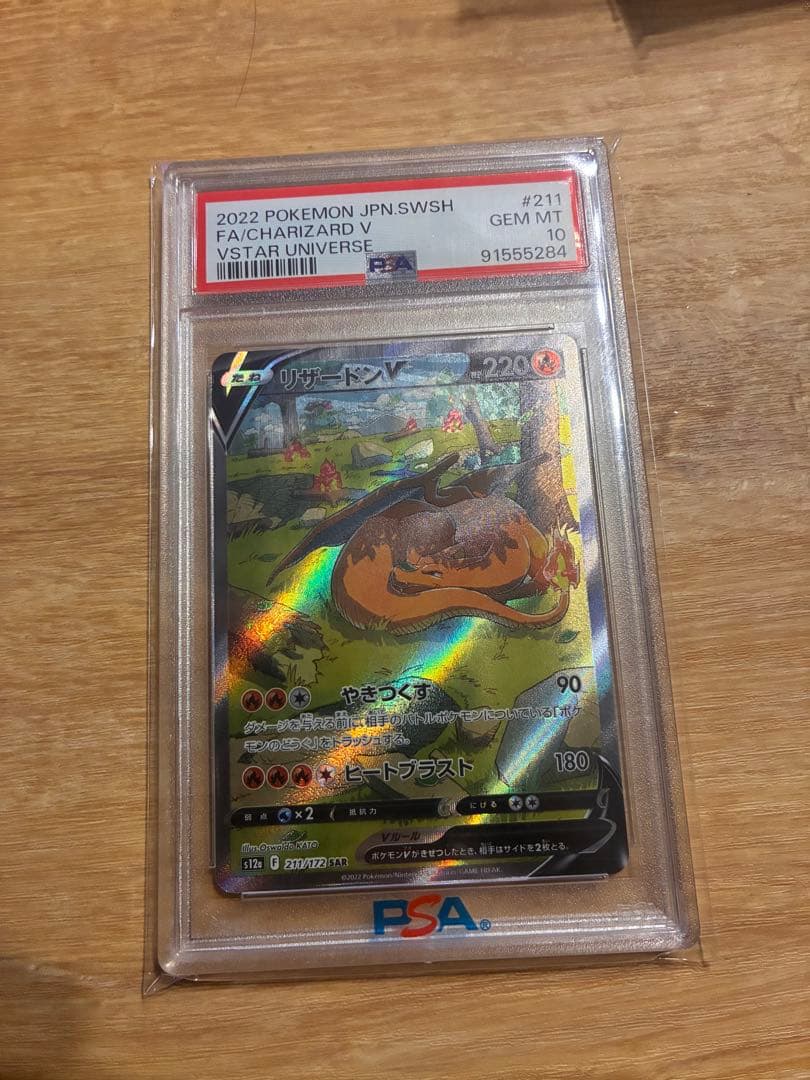 2022 POKEMON JPN.SWSH #211
FA/CHARIZARD V GEM MT
VSTAR UNIVERSE 10
PSA 91555284
たね リザードンV HP 220
やきつくす 90
ダメージを与える前に、相手のバトルポケモンについている「ポケ
モンのどうぐ」をトラッシュする。
ヒートブラスト 180
弱点 ×2 抵抗力 にげる
Illus. Oswaldo KATO
Vルール
ポケモンVがきぜつしたとき、相手はサイドを2枚とる。
s12a F 211/172 SAR
©2022 Pokémon/Nintendo/ GAME FREAK.
PSA®